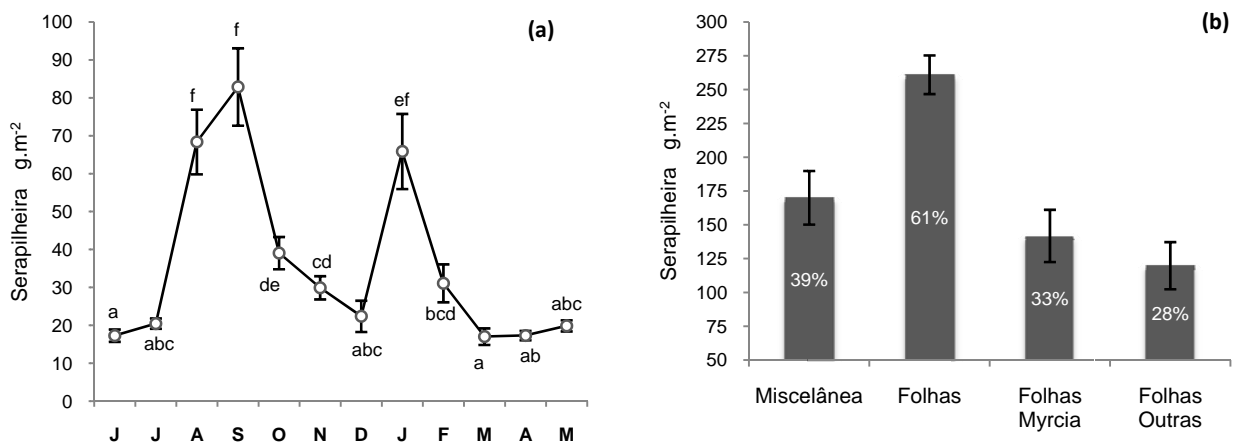 (a)
Serapilheira g.m-2
100
90
80
70
60
50
40
30
20
10
0
a
abc
f
f
de
cd
abc
ef
bcd
a
ab
abc
J J A S O N D J F M A M
(b)
Serapilheira g.m-2
300
275
250
225
200
175
150
125
100
75
50
39%
61%
33%
28%
Miscelânea Folhas Folhas Folhas
Myrcia Outras